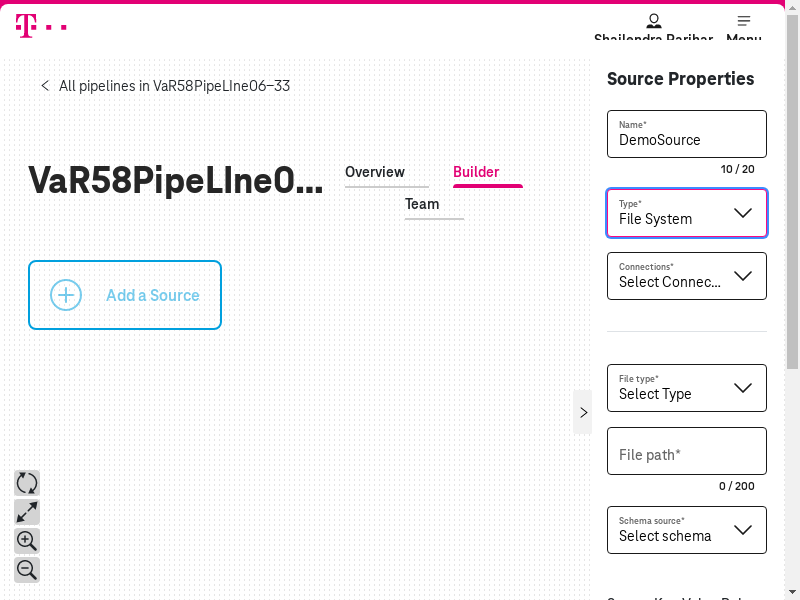 T
Shailendra Parihar
Menu
All pipelines in VaR58PipeLIne06-33
VaR58PipeLIne0...
Overview
Builder
Team
Add a Source
Source Properties
Name*
DemoSource
10 / 20
Type*
File System
Connections*
Select Connec...
File type*
Select Type
File path*
0 / 200
Schema source*
Select schema